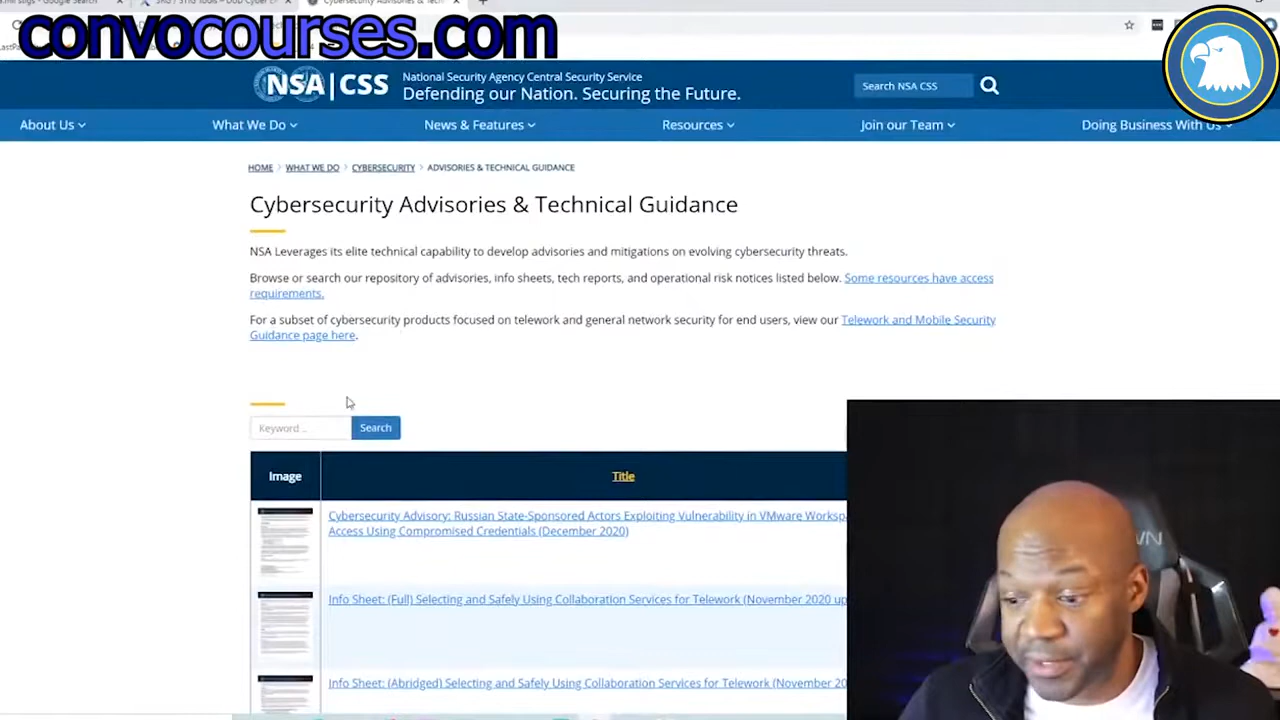 convocourses.com
NSA|CSS
National Security Agency Central Security Service
Defending our Nation. Securing the Future.
Search NSA CSS
About Us
What We Do
News & Features
Resources
Join our Team
Doing Business With Us
HOME > WHAT WE DO > CYBERSECURITY > ADVISORIES & TECHNICAL GUIDANCE
Cybersecurity Advisories & Technical Guidance
NSA Leverages its elite technical capability to develop advisories and mitigations on evolving cybersecurity threats.
Browse or search our repository of advisories, info sheets, tech reports, and operational risk notices listed below. Some resources have access
requirements.
For a subset of cybersecurity products focused on telework and general network security for end users, view our Telework and Mobile Security
Guidance page here.
Keyword ..
Search
Image
Title
Cybersecurity Advisory: Russian State-Sponsored Actors Exploiting Vulnerability in VMware Worksp
Access Using Compromised Credentials (December 2020)
Info Sheet: (Full) Selecting and Safely Using Collaboration Services for Telework (November 2020 up
Info Sheet: (Abridged) Selecting and Safely Using Collaboration Services for Telework (November 20